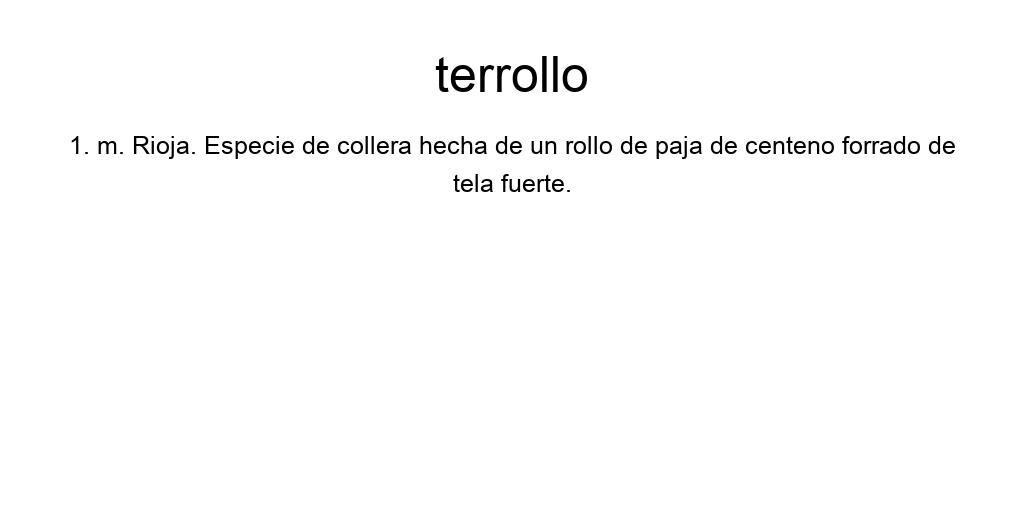 terrollo
1. m. Rioja. Especie de collera hecha de un rollo de paja de centeno forrado de
tela fuerte.